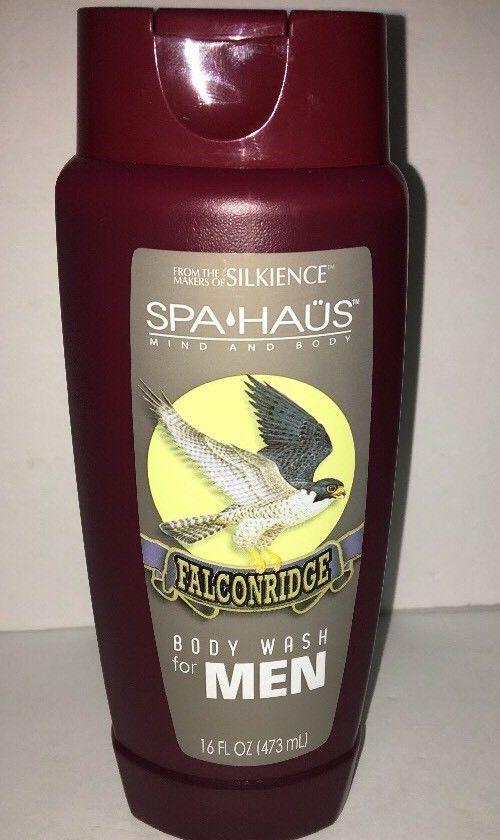 FROM THE
MAKERS OF SILKIENCE™
SPA HAÜS™
MIND AND BODY
FALCONRIDGE
BODY WASH
for MEN
16 FL OZ (473 mL)